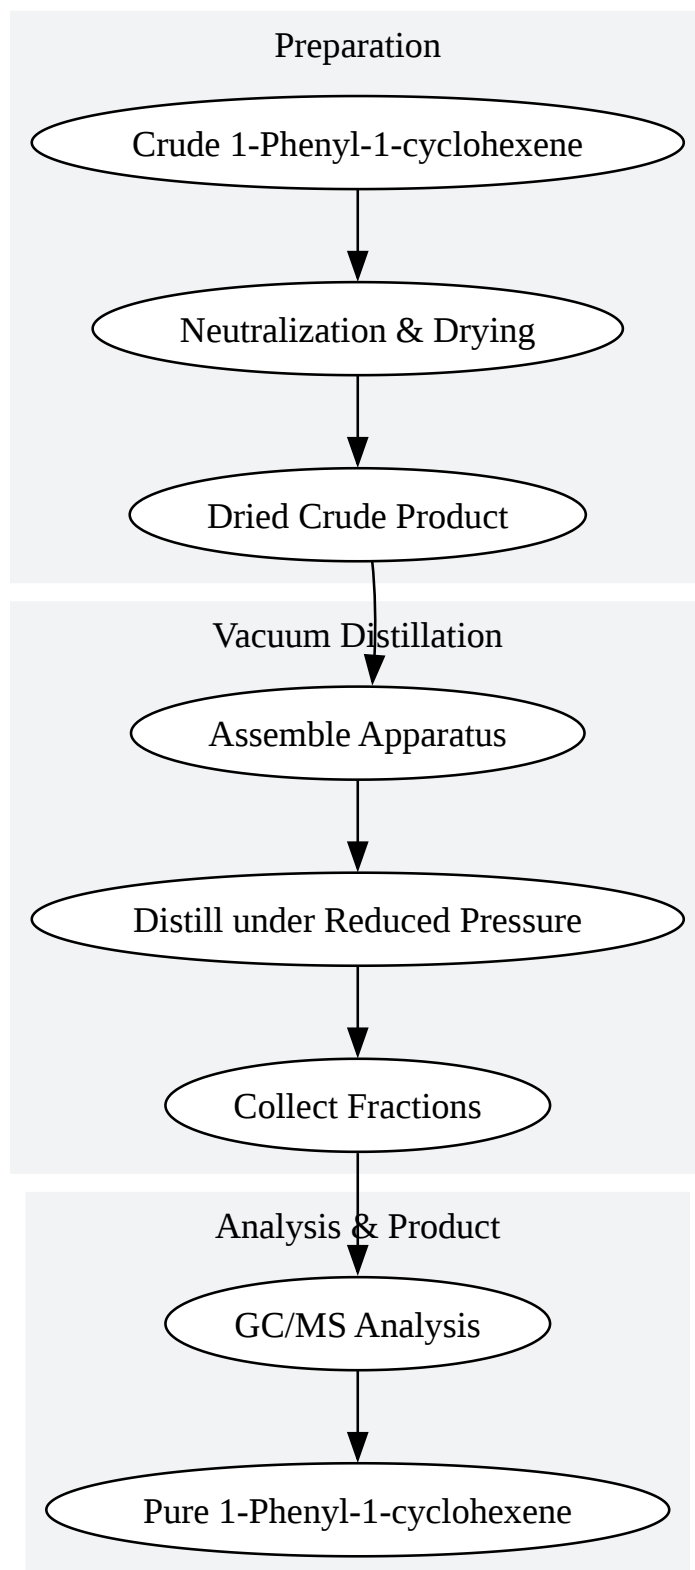 Preparation
Crude 1-Phenyl-1-cyclohexene
Neutralization & Drying
Dried Crude Product
Vacuum Distillation
Assemble Apparatus
Distill under Reduced Pressure
Collect Fractions
Analysis & Product
GC/MS Analysis
Pure 1-Phenyl-1-cyclohexene